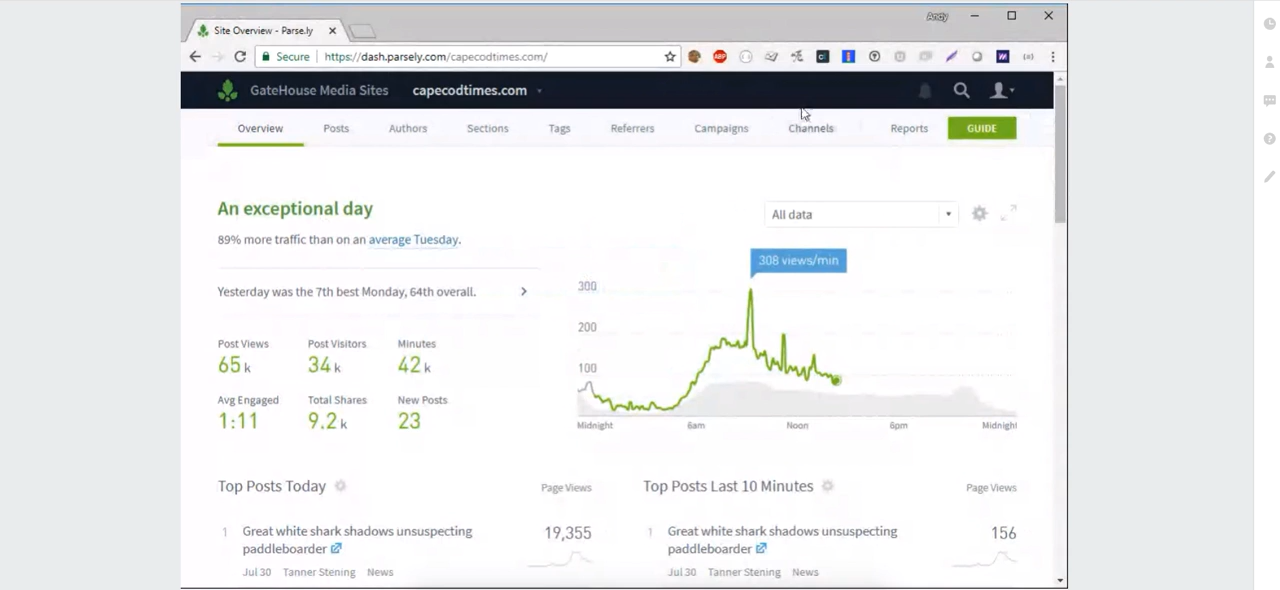 Site Overview - Parse.ly
Andy
Secure https://dash.parsely.com/capecodtimes.com/
GateHouse Media Sites capecodtimes.com
Overview Posts Authors Sections Tags Referrers Campaigns Channels Reports GUIDE
An exceptional day
All data
89% more traffic than on an average Tuesday.
308 views/min
Yesterday was the 7th best Monday, 64th overall.
300
200
100
Post Views Post Visitors Minutes
65 k 34 k 42 k
Avg Engaged Total Shares New Posts
1:11 9.2 k 23
Midnight 6am Noon 6pm Midnight
Top Posts Today Page Views
Top Posts Last 10 Minutes Page Views
1 Great white shark shadows unsuspecting
paddleboarder
19,355
Jul 30 Tanner Stening News
1 Great white shark shadows unsuspecting
paddleboarder
156
Jul 30 Tanner Stening News